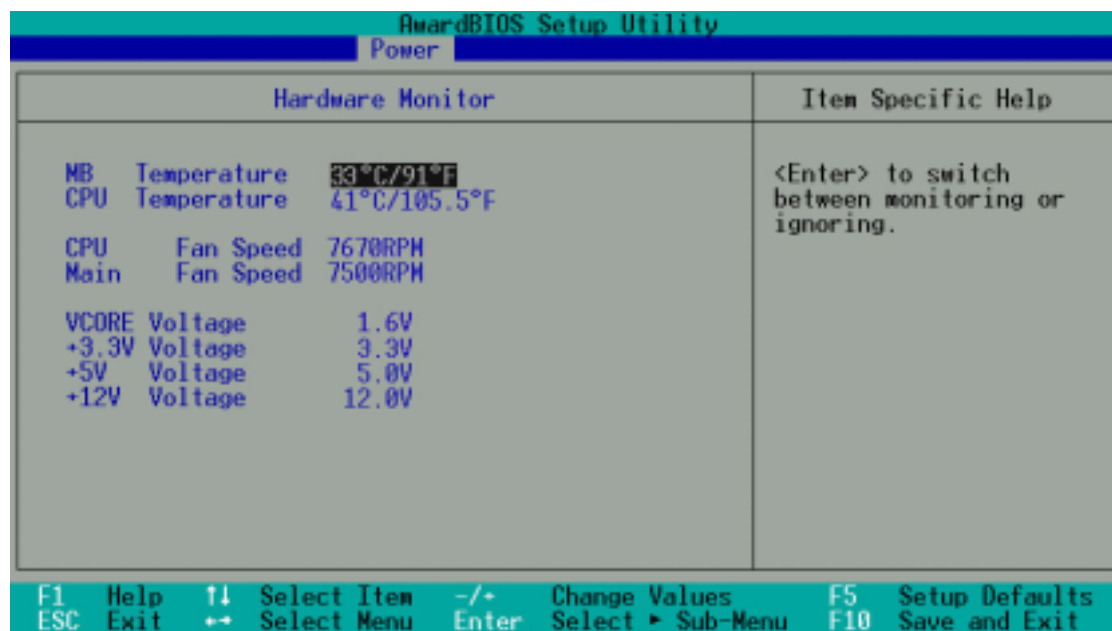 AwardBIOS Setup Utility
Power
Hardware Monitor
Item Specific Help
MB Temperature 33°C/91°F
CPU Temperature 41°C/105.5°F
CPU Fan Speed 7670RPM
Main Fan Speed 7500RPM
VCORE Voltage 1.6V
+3.3V Voltage 3.3V
+5V Voltage 5.0V
+12V Voltage 12.0V
<Enter> to switch
between monitoring or
ignoring.
F1 Help ↑↓ Select Item -/+ Change Values F5 Setup Defaults
ESC Exit ←→ Select Menu Enter Select ► Sub-Menu F10 Save and Exit